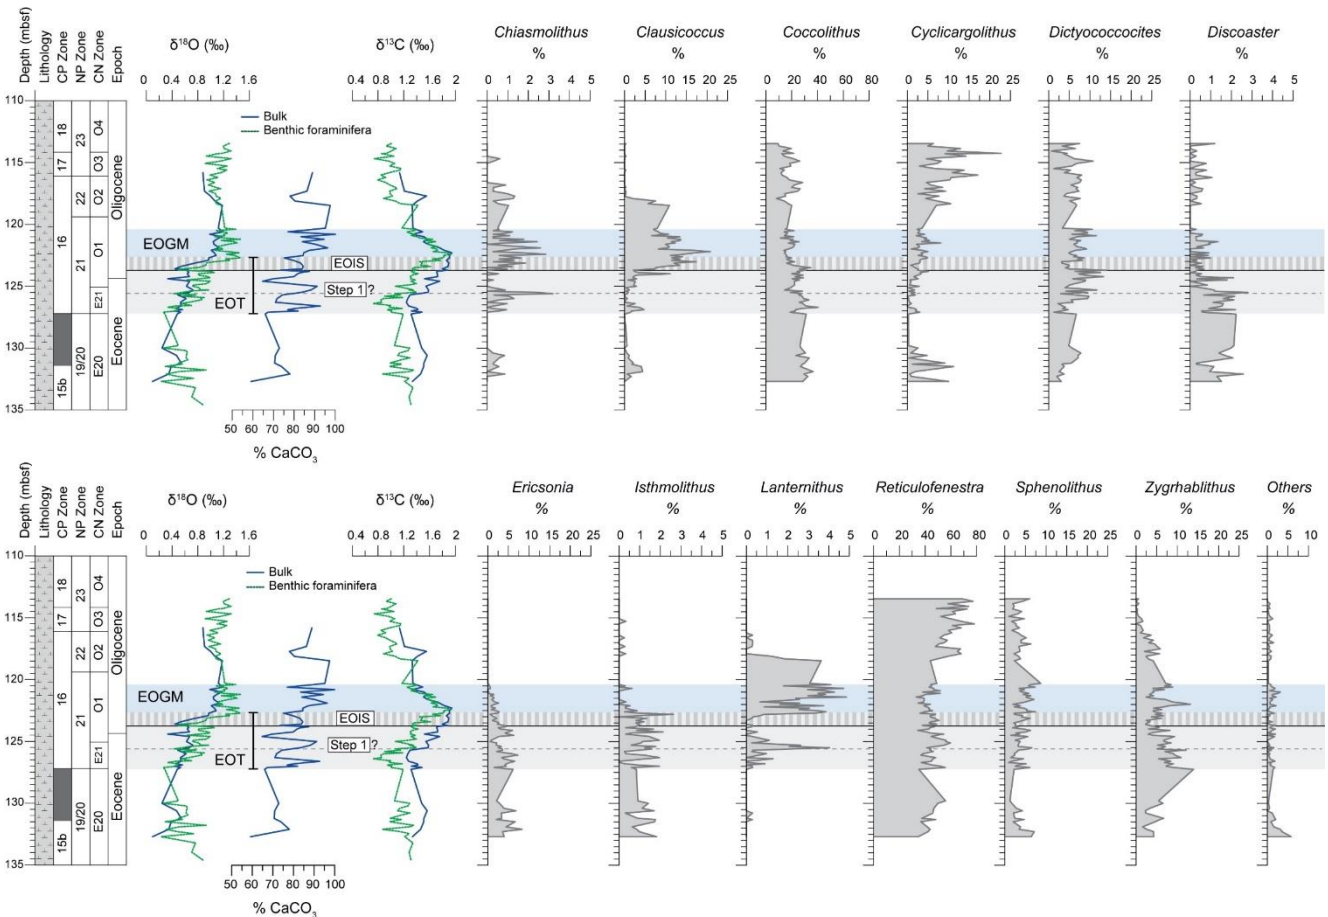 Depth (mbsf)
Lithology
CP Zone
NP Zone
CN Zone
Epoch
δ¹⁸O (‰)
0 0.4 0.8 1.2 1.6
δ¹³C (‰)
0.4 0.8 1.2 1.6 2
Chiasmolithus
%
0 1 2 3 4 5
Clausicoccus
%
0 5 10 15 20 25
Coccolithus
%
0 20 40 60 80
Cyclicargolithus
%
0 5 10 15 20 25
Dictyococcocites
%
0 5 10 15 20 25
Discoaster
%
0 1 2 3 4 5
Bulk
Benthic foraminifera
110
115
120
125
130
135
18
17
16
15b
23
22
21
19/20
O4
O3
O2
O1
E21
E20
Oligocene
Eocene
EOGM
EOIS
Step 1?
EOT
50 60 70 80 90 100
% CaCO₃
Depth (mbsf)
Lithology
CP Zone
NP Zone
CN Zone
Epoch
δ¹⁸O (‰)
0 0.4 0.8 1.2 1.6
δ¹³C (‰)
0.4 0.8 1.2 1.6 2
Ericsonia
%
0 5 10 15 20 25
Isthmolithus
%
0 1 2 3 4 5
Lanternithus
%
0 1 2 3 4 5
Reticulofenestra
%
0 20 40 60 80
Sphenolithus
%
0 5 10 15 20 25
Zygrhablithus
%
0 5 10 15 20 25
Others
%
0 10
Bulk
Benthic foraminifera
110
115
120
125
130
135
18
17
16
15b
23
22
21
19/20
O4
O3
O2
O1
E21
E20
Oligocene
Eocene
EOGM
EOIS
Step 1?
EOT
50 60 70 80 90 100
% CaCO₃